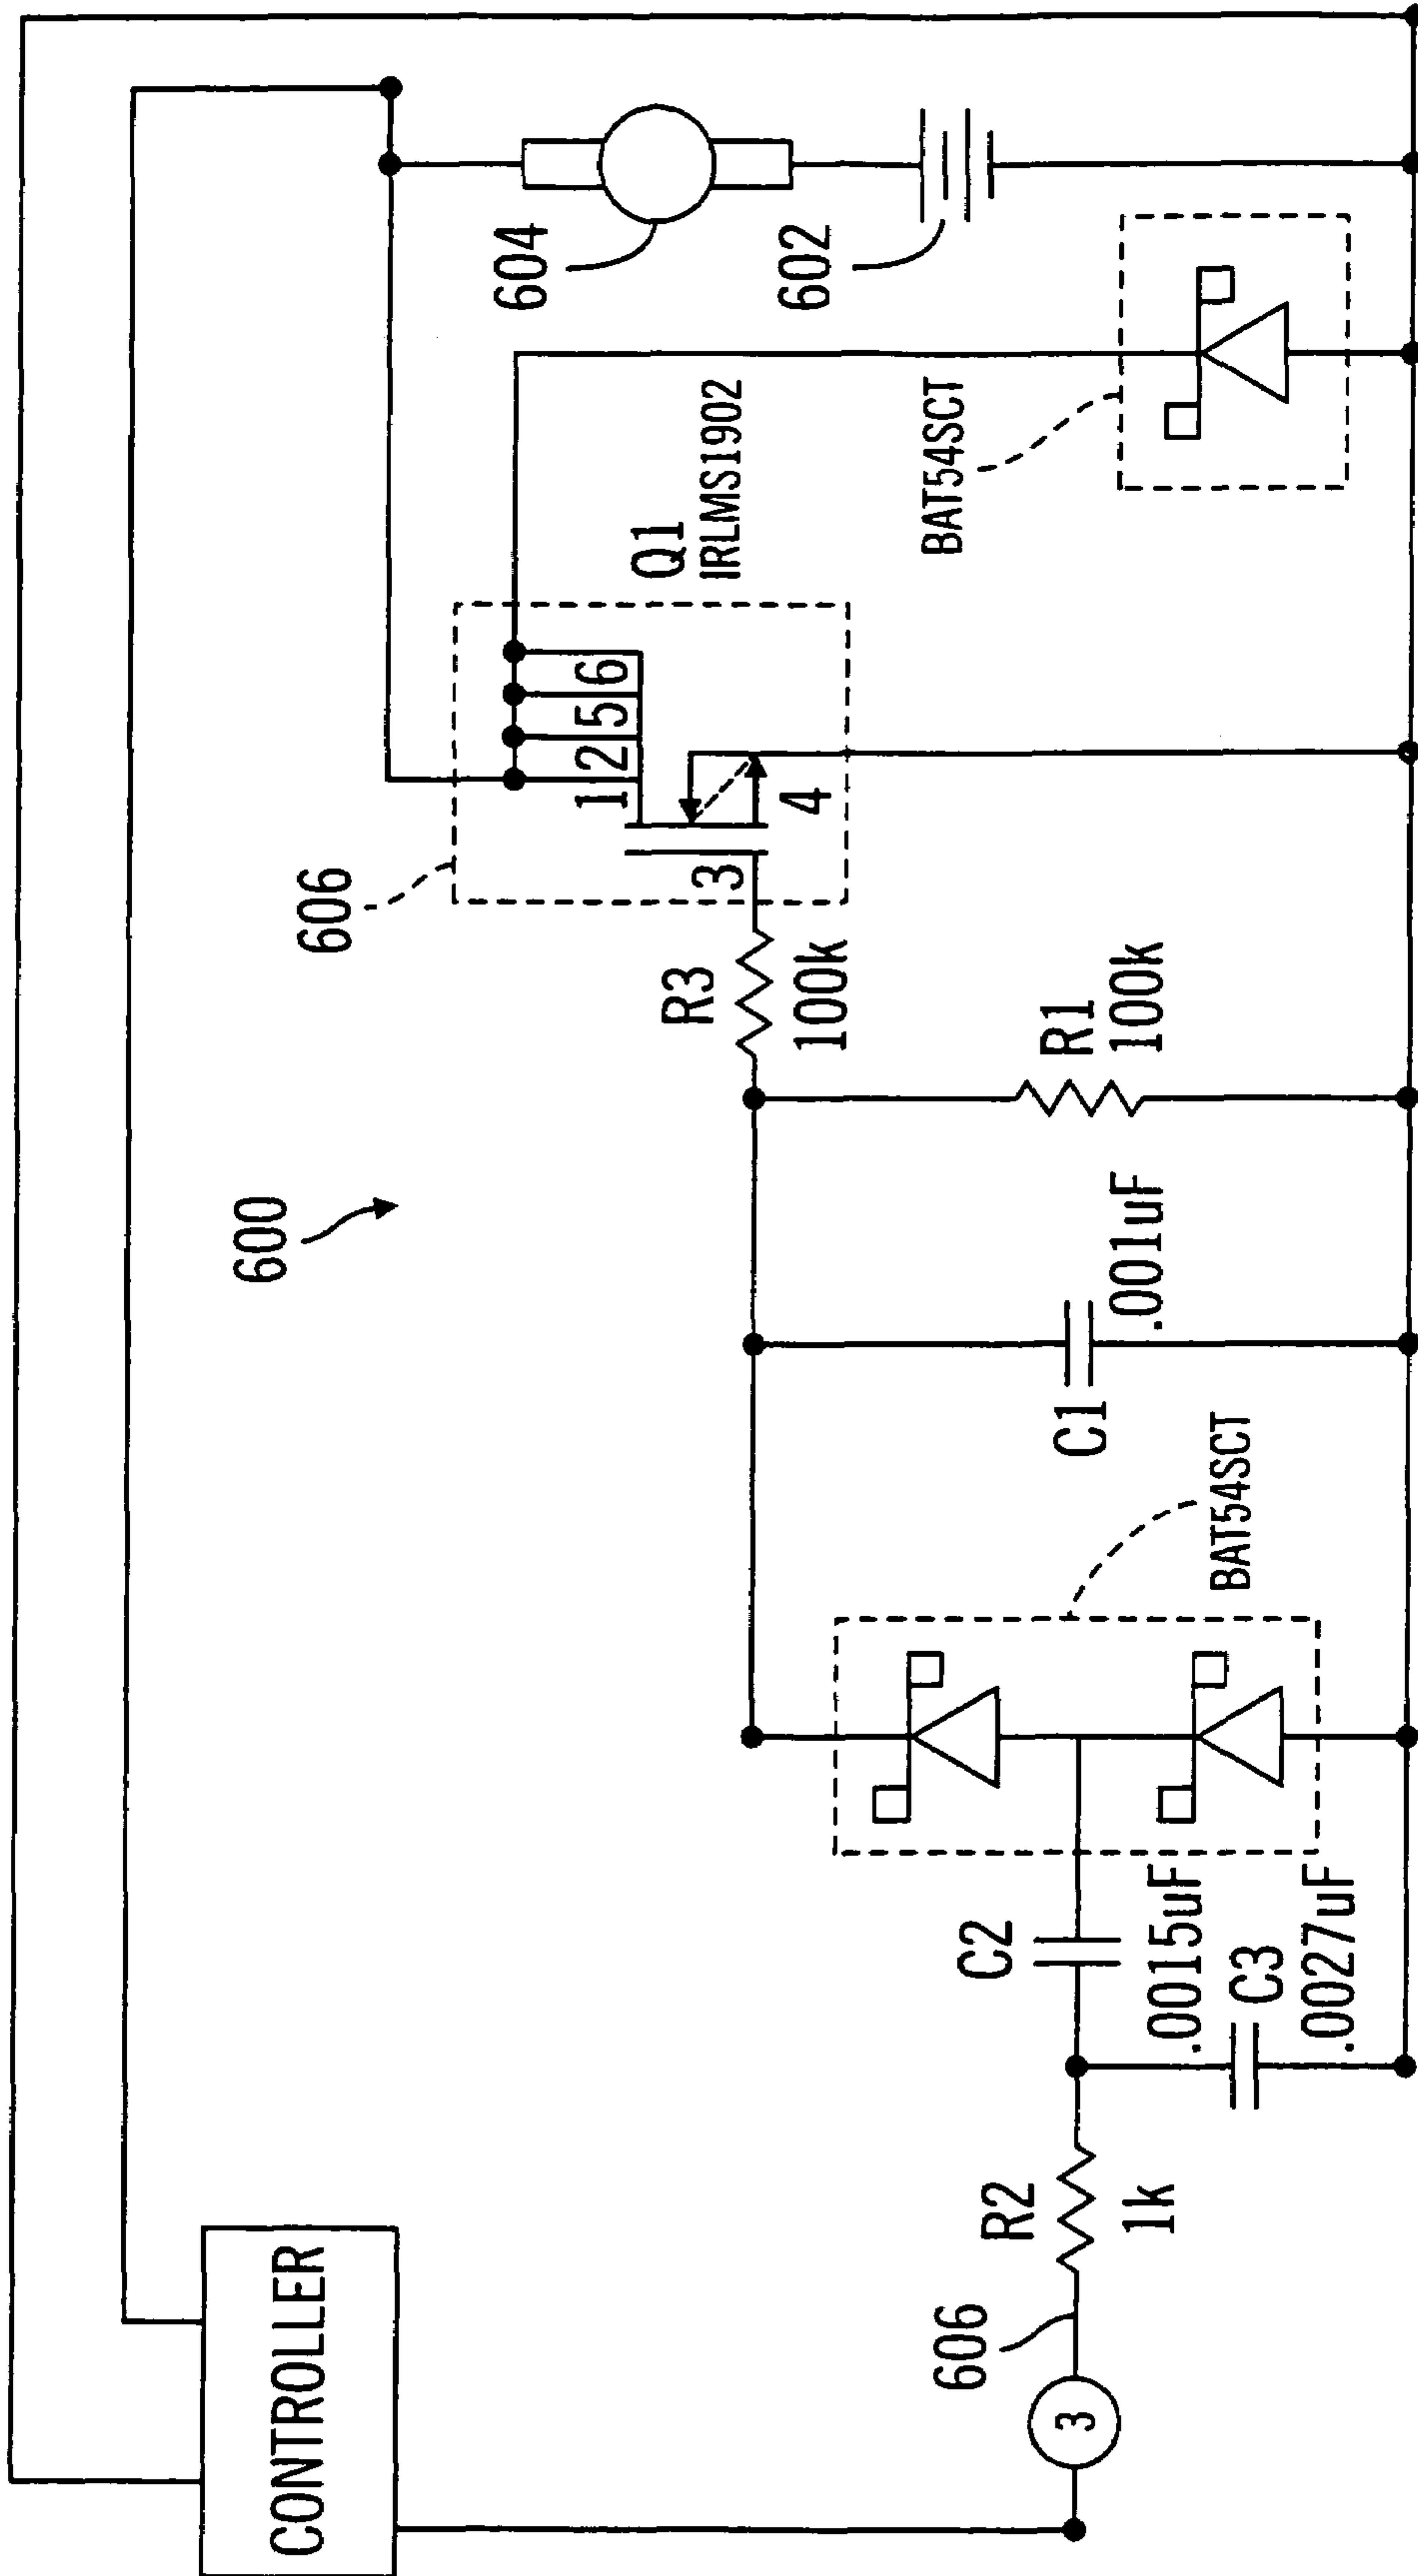 CONTROLLER
600
606
604
602
Q1
IRLMS1902
1 2 5 6
3
4
R3
100k
R1
100k
BAT54SCT
C1
.001uF
BAT54SCT
C2
.0015uF
C3
.0027uF
R2
1k
606
3